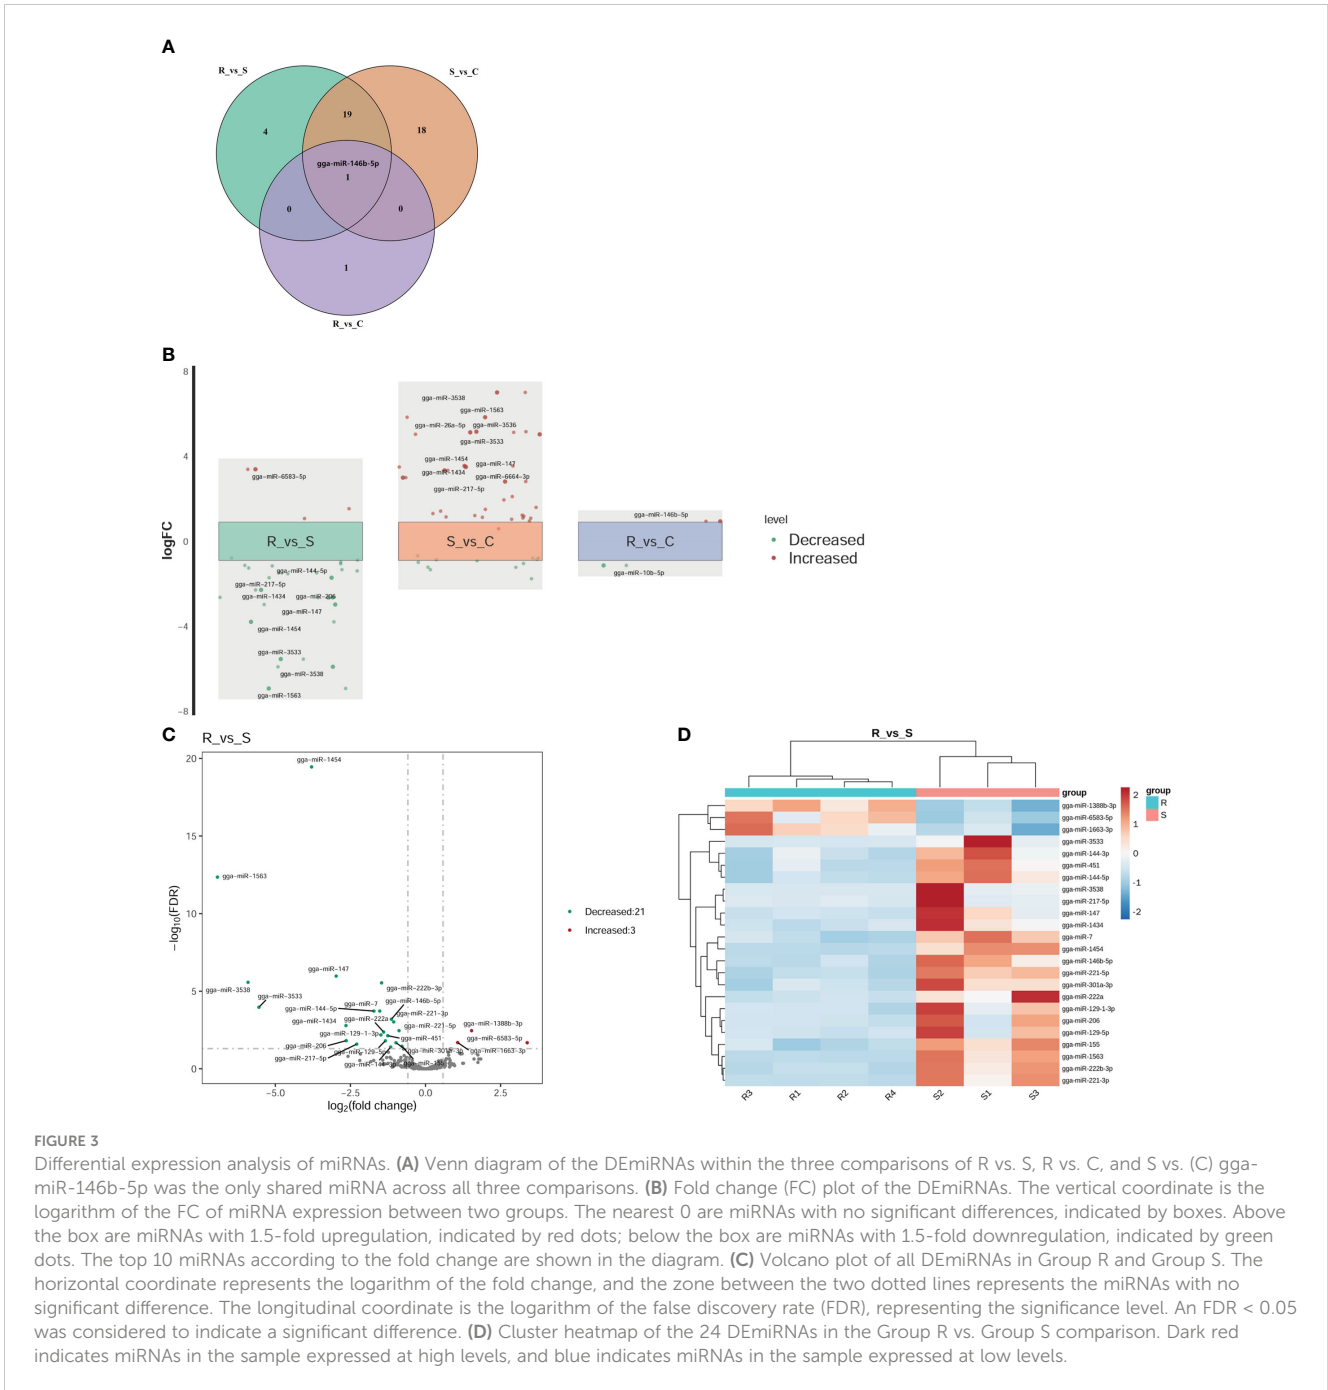 A
R_vs_S
S_vs_C
19
4
18
gga-miR-146b-5p
1
0
0
1
R_vs_C
B
8
4
0
−4
−8
logFC
gga-miR-6583-5p
R_vs_S
gga-miR-144-5p
gga-miR-217-5p
gga-miR-1434
gga-miR-206
gga-miR-147
gga-miR-1454
gga-miR-3533
gga-miR-3538
gga-miR-1563
gga-miR-3538
gga-miR-1563
gga-miR-26a-5p
gga-miR-3536
gga-miR-3533
gga-miR-1454
gga-miR-147
gga-miR-1434
gga-miR-6664-3p
gga-miR-217-5p
S_vs_C
gga-miR-146b-5p
R_vs_C
gga-miR-10b-5p
level
Decreased
Increased
C
R_vs_S
20
15
10
5
0
−log10(FDR)
gga-miR-1454
gga-miR-1563
gga-miR-147
gga-miR-3538
gga-miR-222b-3p
gga-miR-3533
gga-miR-7
gga-miR-146b-5p
gga-miR-144-5p
gga-miR-221-3p
gga-miR-1434
gga-miR-222a
gga-miR-221-5p
gga-miR-1388b-3p
gga-miR-129-1-3p
gga-miR-451
gga-miR-6583-5p
gga-miR-206
gga-miR-129-5p
gga-miR-301a-3p
gga-miR-1663-3p
gga-miR-217-5p
gga-miR-144-3p
gga-miR-155
−5.0
−2.5
0.0
2.5
log2(fold change)
Decreased:21
Increased:3
D
R_vs_S
group
gga-miR-1388b-3p
gga-miR-6583-5p
gga-miR-1663-3p
gga-miR-3533
gga-miR-144-3p
gga-miR-451
gga-miR-144-5p
gga-miR-3538
gga-miR-217-5p
gga-miR-147
gga-miR-1434
gga-miR-7
gga-miR-1454
gga-miR-146b-5p
gga-miR-221-5p
gga-miR-301a-3p
gga-miR-222a
gga-miR-129-1-3p
gga-miR-206
gga-miR-129-5p
gga-miR-155
gga-miR-1563
gga-miR-222b-3p
gga-miR-221-3p
R3
R1
R2
R4
S2
S1
S3
2
1
0
-1
-2
group
R
S
FIGURE 3
Differential expression analysis of miRNAs. (A) Venn diagram of the DEmiRNAs within the three comparisons of R vs. S, R vs. C, and S vs. (C) gga-
miR-146b-5p was the only shared miRNA across all three comparisons. (B) Fold change (FC) plot of the DEmiRNAs. The vertical coordinate is the
logarithm of the FC of miRNA expression between two groups. The nearest 0 are miRNAs with no significant differences, indicated by boxes. Above
the box are miRNAs with 1.5-fold upregulation, indicated by red dots; below the box are miRNAs with 1.5-fold downregulation, indicated by green
dots. The top 10 miRNAs according to the fold change are shown in the diagram. (C) Volcano plot of all DEmiRNAs in Group R and Group S. The
horizontal coordinate represents the logarithm of the fold change, and the zone between the two dotted lines represents the miRNAs with no
significant difference. The longitudinal coordinate is the logarithm of the false discovery rate (FDR), representing the significance level. An FDR < 0.05
was considered to indicate a significant difference. (D) Cluster heatmap of the 24 DEmiRNAs in the Group R vs. Group S comparison. Dark red
indicates miRNAs in the sample expressed at high levels, and blue indicates miRNAs in the sample expressed at low levels.